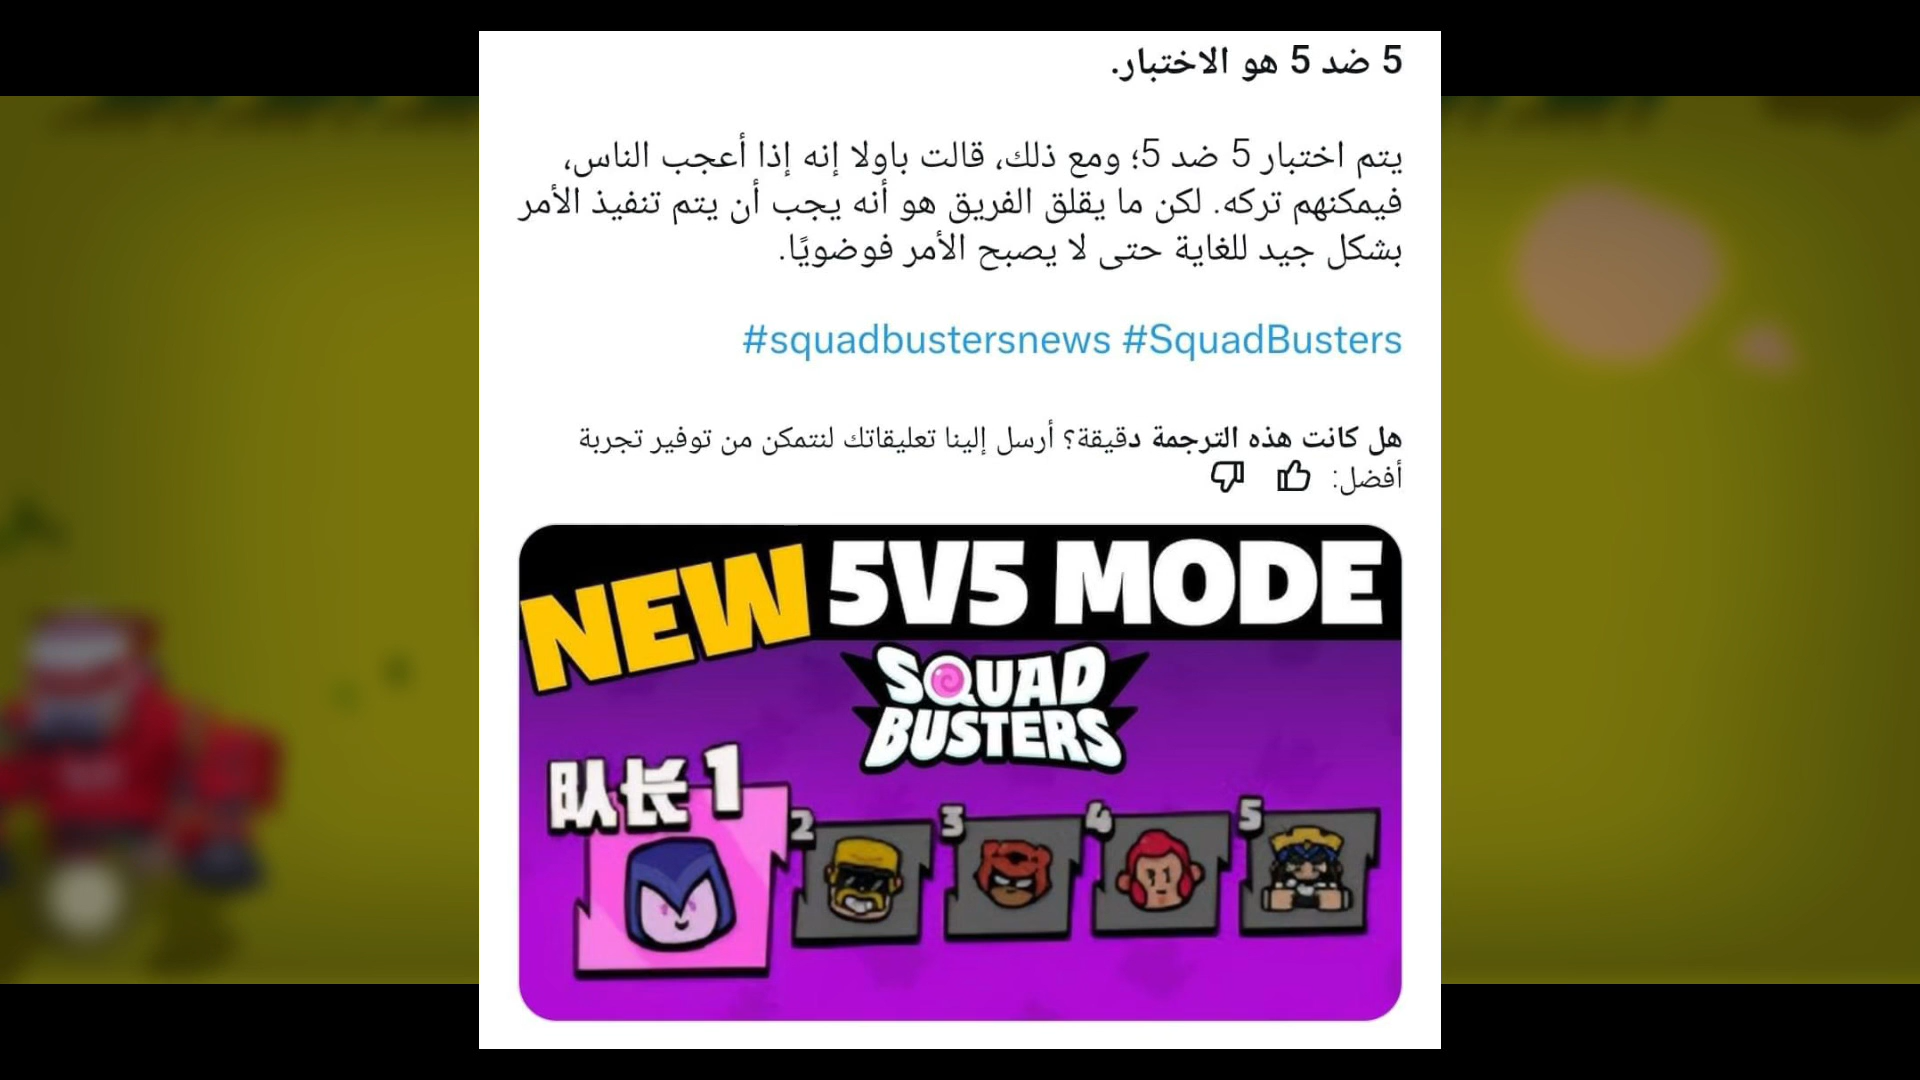 5 ضد 5 هو الاختبار.
يتم اختبار 5 ضد 5؛ ومع ذلك، قالت باولا إنه إذا أعجب الناس،
فيمكنهم تركه. لكن ما يقلق الفريق هو أنه يجب أن يتم تنفيذ الأمر
بشكل جيد للغاية حتى لا يصبح الأمر فوضويًا.
#squadbustersnews #SquadBusters
هل كانت هذه الترجمة دقيقة؟ أرسل إلينا تعليقاتك لنتمكن من توفير تجربة
أفضل:
NEW 5V5 MODE
SQUAD
BUSTERS
队长 1
2 3 4 5